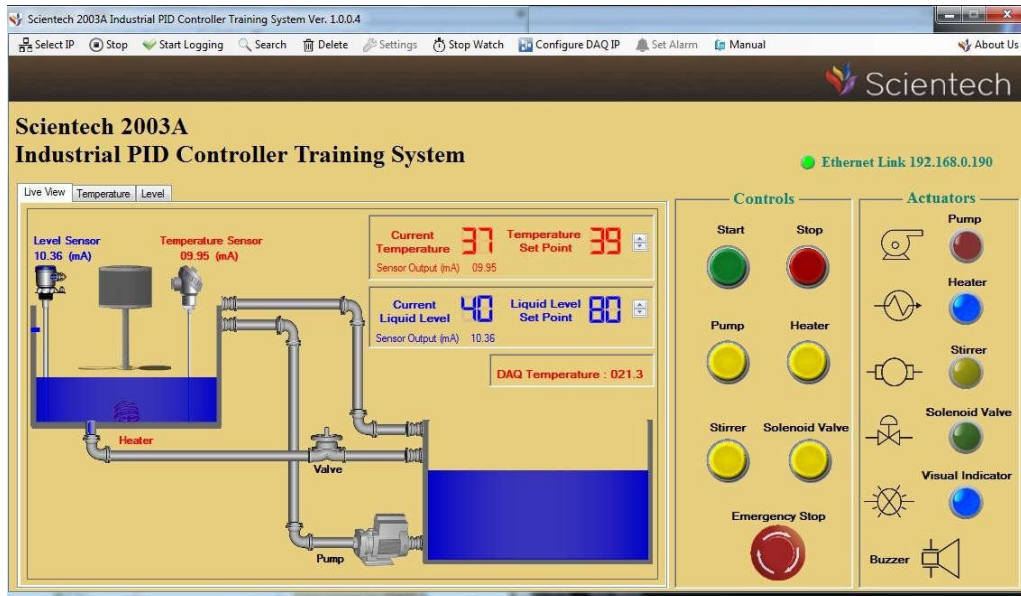 Scientech 2003A Industrial PID Controller Training System Ver. 1.0.0.4
Select IP Stop Start Logging Search Delete Settings Stop Watch Configure DAQ IP Set Alarm Manual About Us
Scientech
Scientech 2003A
Industrial PID Controller Training System
Ethernet Link 192.168.0.190
Live View Temperature Level
Level Sensor
10.36 (mA)
Temperature Sensor
09.95 (mA)
Current
Temperature
37
Temperature
Set Point
39
Sensor Output (mA) 09.95
Current
Liquid Level
40
Liquid Level
Set Point
80
Sensor Output (mA) 10.36
DAQ Temperature : 021.3
Heater
Valve
Pump
Controls
Start Stop
Pump Heater
Stirrer Solenoid Valve
Emergency Stop
Actuators
Pump
Heater
Stirrer
Solenoid Valve
Visual Indicator
Buzzer